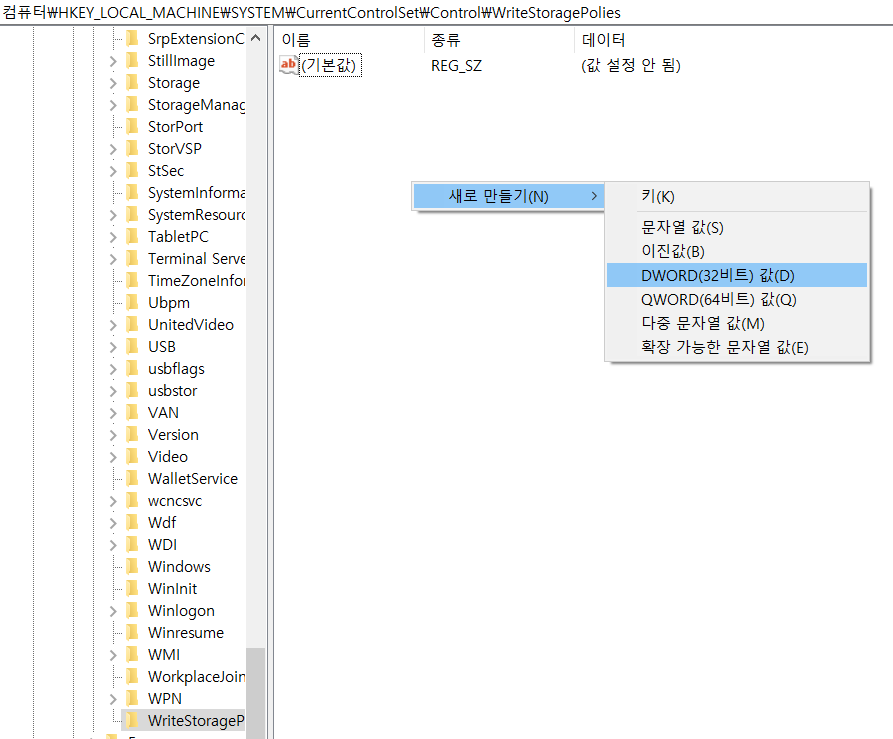 컴퓨터₩HKEY_LOCAL_MACHINE₩SYSTEM₩CurrentControlSet₩Control₩WriteStoragePolies
SrpExtensionC
StillImage
Storage
StorageManag
StorPort
StorVSP
StSec
SystemInforma
SystemResourc
TabletPC
Terminal Serve
TimeZoneInfor
Ubpm
UnitedVideo
USB
usbflags
usbstor
VAN
Version
Video
WalletService
wcncsvc
Wdf
WDI
Windows
WinInit
Winlogon
Winresume
WMI
WorkplaceJoin
WPN
WriteStorageP
이름 종류 데이터
ab (기본값) REG_SZ (값 설정 안 됨)
새로 만들기(N)
키(K)
문자열 값(S)
이진값(B)
DWORD(32비트) 값(D)
QWORD(64비트) 값(Q)
다중 문자열 값(M)
확장 가능한 문자열 값(E)